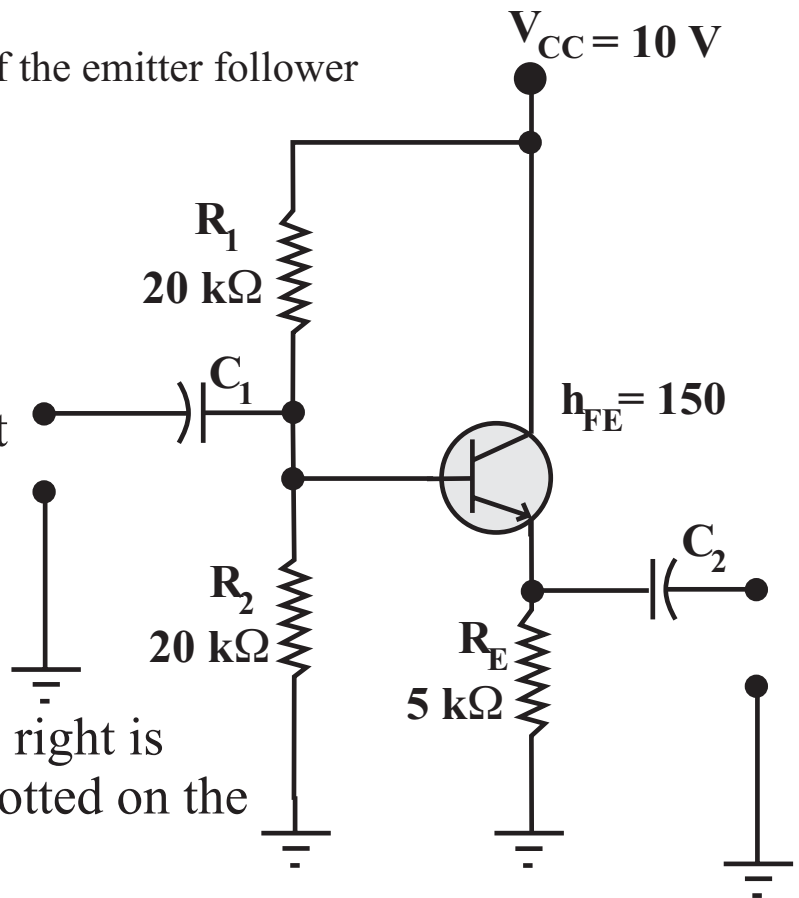 V_CC = 10 V
f the emitter follower
R_1
20 kΩ
C_1
h_FE = 150
t
C_2
R_2
20 kΩ
R_E
5 kΩ
right is
otted on the